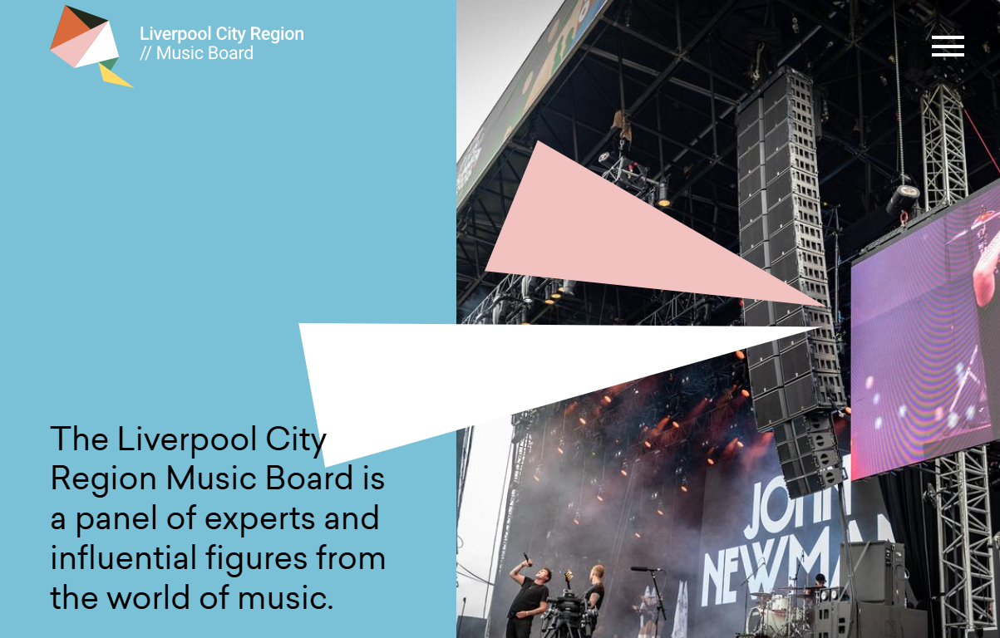 Liverpool City Region
// Music Board
The Liverpool City
Region Music Board is
a panel of experts and
influential figures from
the world of music.
JOHN
NEWMAN